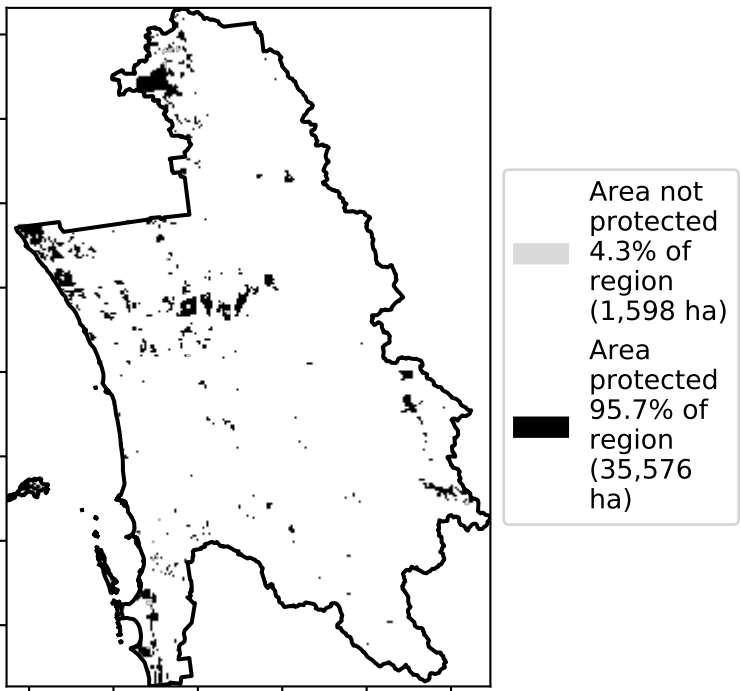 Area not
protected
4.3% of
region
(1,598 ha)
Area
protected
95.7% of
region
(35,576
ha)